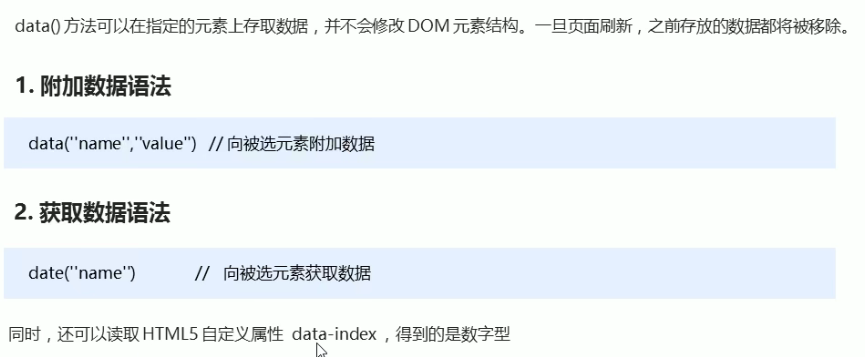 data() 方法可以在指定的元素上存取数据，并不会修改 DOM 元素结构。一旦页面刷新，之前存放的数据都将被移除。
1. 附加数据语法
data(''name'',''value'')   // 向被选元素附加数据
2. 获取数据语法
date(''name'')   //   向被选元素获取数据
同时，还可以读取 HTML5 自定义属性  data-index ，得到的是数字型